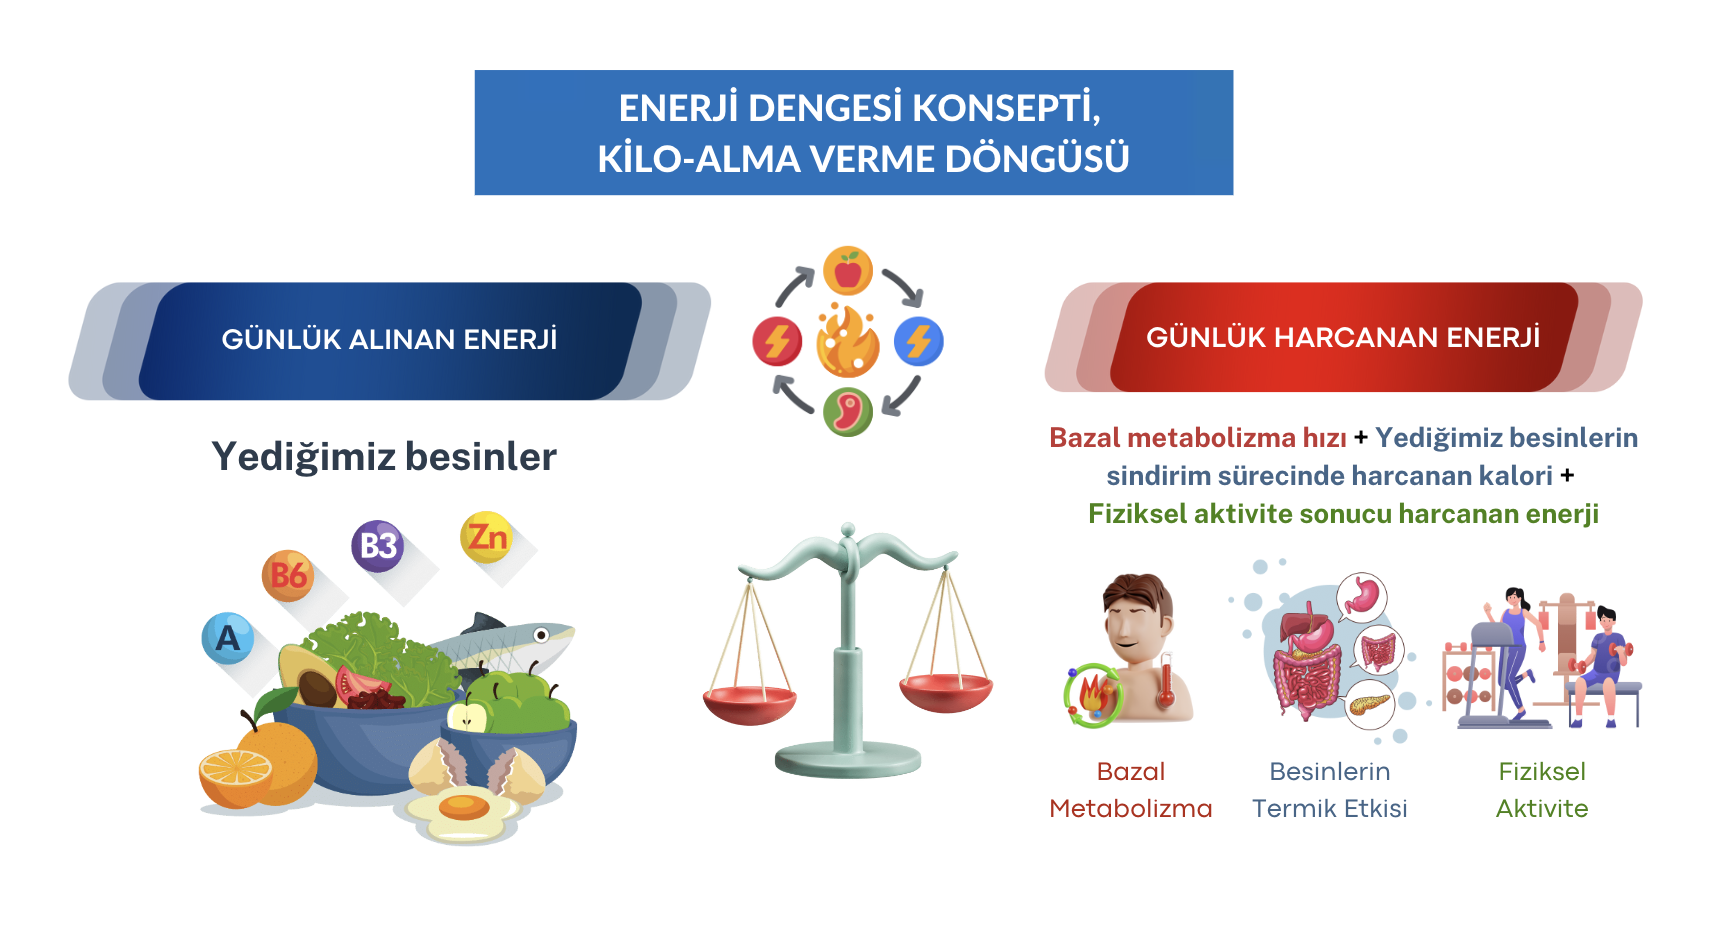 ENERJİ DENGESİ KONSEPTİ,
KİLO-ALMA VERME DÖNGÜSÜ
GÜNLÜK ALINAN ENERJİ
Yediğimiz besinler
A
B6
B3
Zn
GÜNLÜK HARCANAN ENERJİ
Bazal metabolizma hızı + Yediğimiz besinlerin
sindirim sürecinde harcanan kalori +
Fiziksel aktivite sonucu harcanan enerji
Bazal
Metabolizma
Besinlerin
Termik Etkisi
Fiziksel
Aktivite